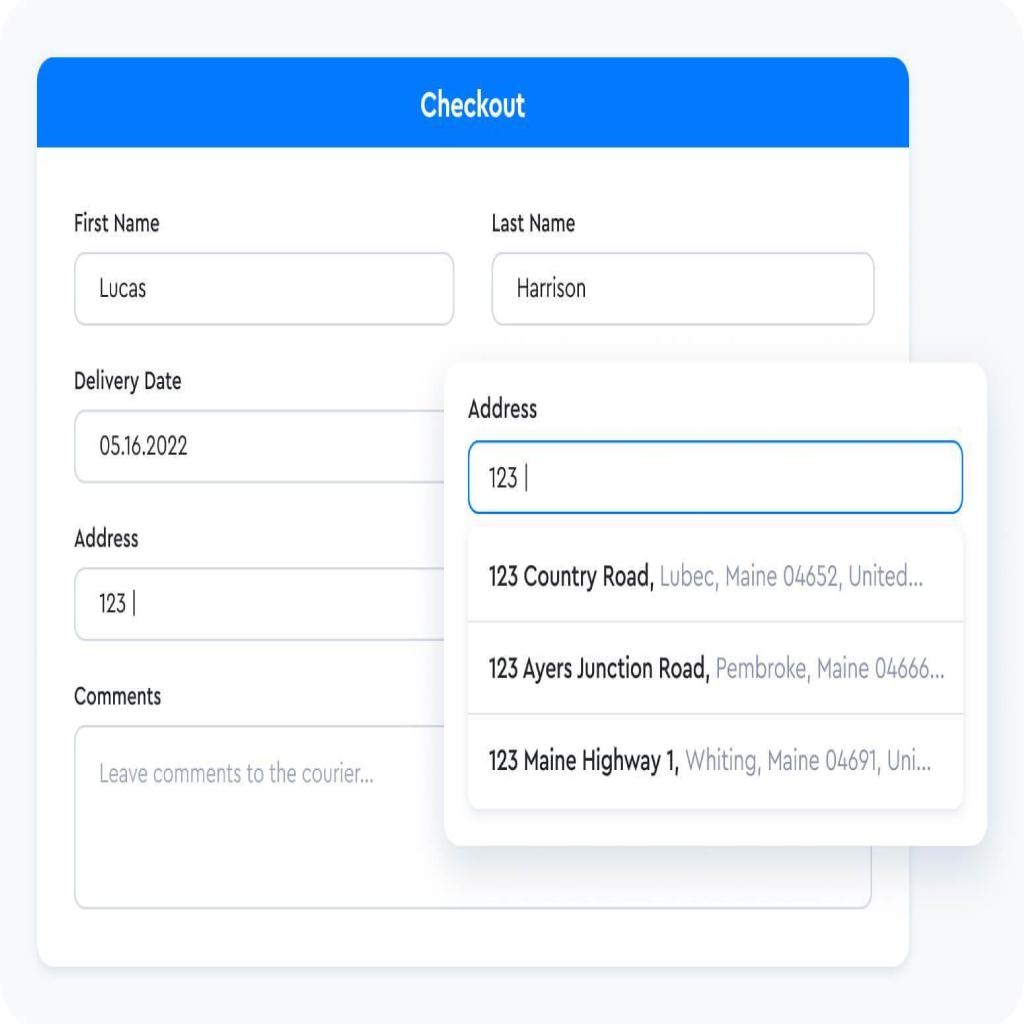 Checkout
First Name
Last Name
Lucas
Harrison
Delivery Date
05.16.2022
Address
123
Comments
Leave comments to the courier...
Address
123
123 Country Road, Lubec, Maine 04652, United...
123 Ayers Junction Road, Pembroke, Maine 04666...
123 Maine Highway 1, Whiting, Maine 04691, Uni...